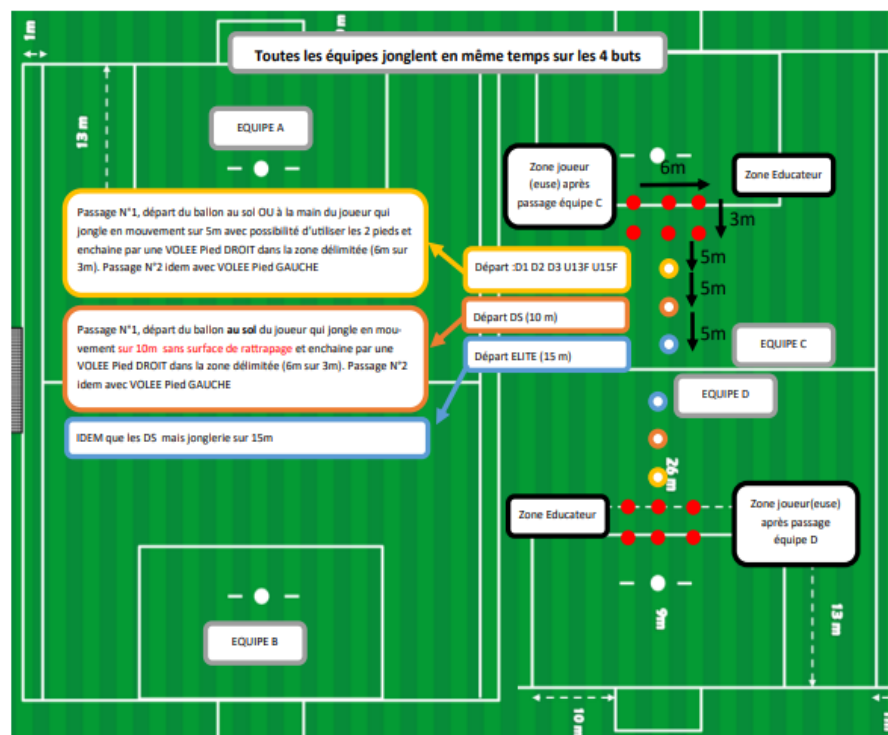 Toutes les équipes jonglent en même temps sur les 4 buts
1m
13 m
EQUIPE A
Passage N°1, départ du ballon au sol OU à la main du joueur qui
jongle en mouvement sur 5m avec possibilité d'utiliser les 2 pieds et
enchaine par une VOLEE Pied DROIT dans la zone délimitée (6m sur
3m). Passage N°2 idem avec VOLEE Pied GAUCHE
Passage N°1, départ du ballon au sol du joueur qui jongle en mou-
vement sur 10m sans surface de rattrapage et enchaine par une
VOLEE Pied DROIT dans la zone délimitée (6m sur 3m). Passage N°2
idem avec VOLEE Pied GAUCHE
IDEM que les DS mais jonglerie sur 15m
EQUIPE B
Départ :D1 D2 D3 U13F U15F
Départ DS (10 m)
Départ ELITE (15 m)
Zone joueur
(euse) après
passage équipe C
6m
Zone Educateur
3m
5m
5m
5m
EQUIPE C
EQUIPE D
26 m
Zone Educateur
Zone joueur(euse)
après passage
équipe D
9m
13 m
10 m